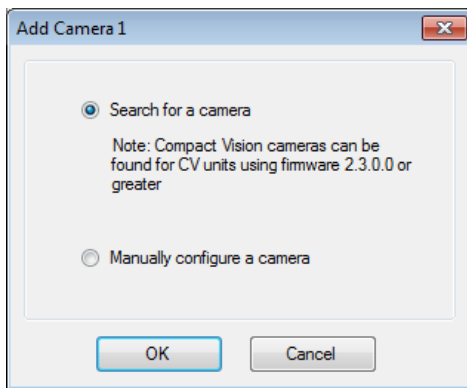 Add Camera 1
Search for a camera
Note: Compact Vision cameras can be
found for CV units using firmware 2.3.0.0 or
greater
Manually configure a camera
OK Cancel